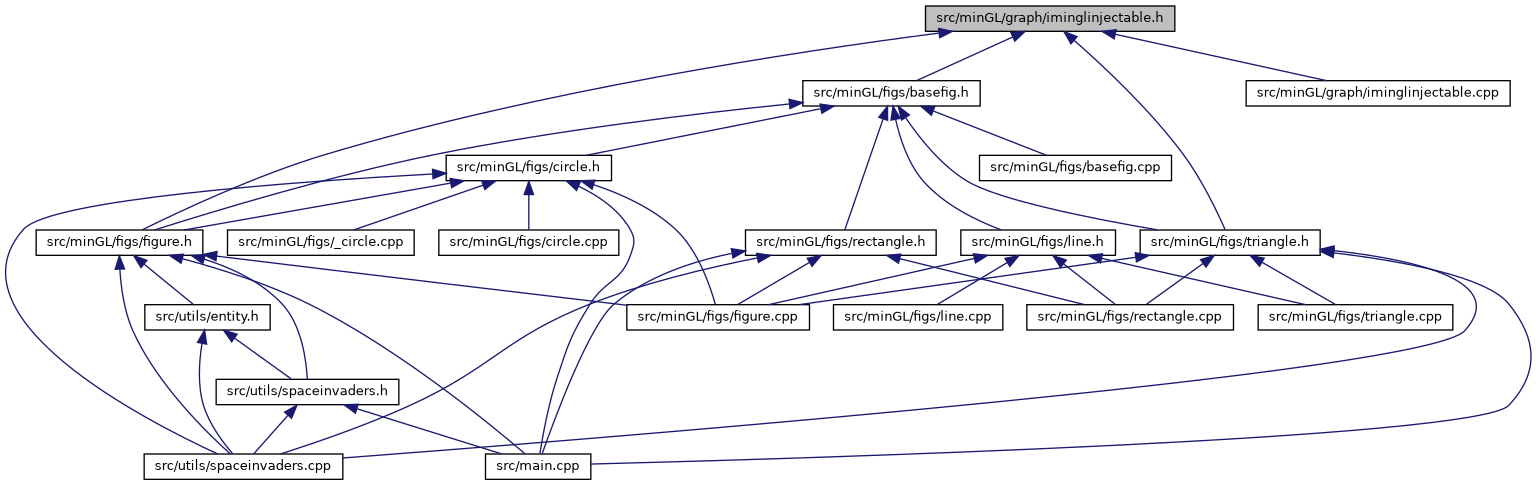 src/minGL/graph/iminglinjectable.h
src/minGL/figs/basefig.h
src/minGL/graph/iminglinjectable.cpp
src/minGL/figs/circle.h
src/minGL/figs/basefig.cpp
src/minGL/figs/figure.h
src/minGL/figs/_circle.cpp
src/minGL/figs/circle.cpp
src/minGL/figs/rectangle.h
src/minGL/figs/line.h
src/minGL/figs/triangle.h
src/utils/entity.h
src/minGL/figs/figure.cpp
src/minGL/figs/line.cpp
src/minGL/figs/rectangle.cpp
src/minGL/figs/triangle.cpp
src/utils/spaceinvaders.h
src/utils/spaceinvaders.cpp
src/main.cpp